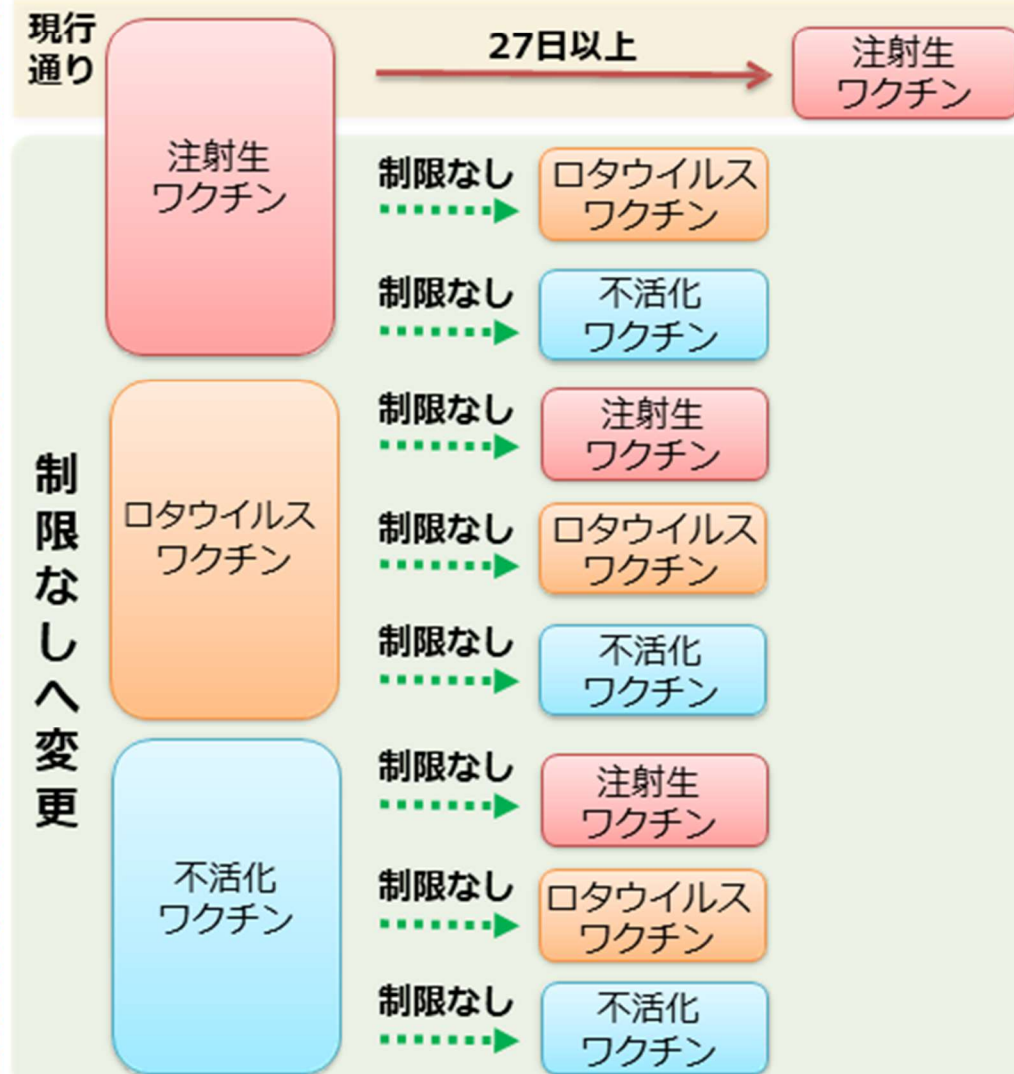 現行
通り
注射生
ワクチン
27日以上
注射生
ワクチン
制限なし
ロタウイルス
ワクチン
制限なし
不活化
ワクチン
制限なしへ変更
ロタウイルス
ワクチン
制限なし
注射生
ワクチン
制限なし
ロタウイルス
ワクチン
制限なし
不活化
ワクチン
不活化
ワクチン
制限なし
注射生
ワクチン
制限なし
ロタウイルス
ワクチン
制限なし
不活化
ワクチン